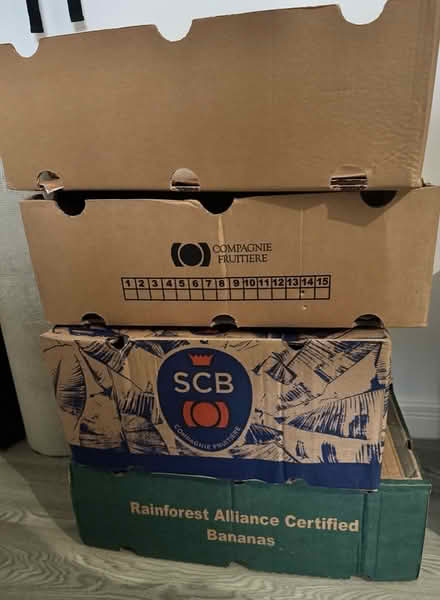 COMPAGNIE
FRUITIERE
1 2 3 4 5 6 7 8 9 10 11 12 13 14 15
SCB
COMPAGNIE FRUITIERE
Rainforest Alliance Certified
Bananas